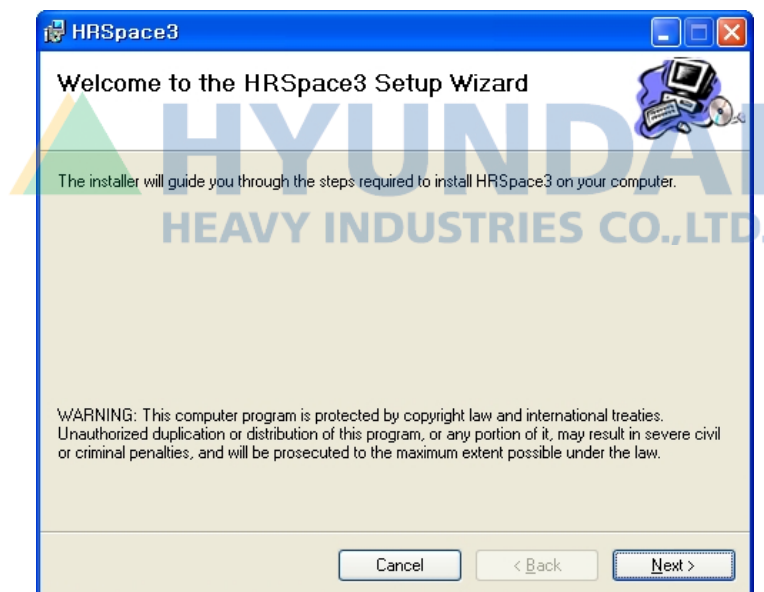 HRSpace3
Welcome to the HRSpace3 Setup Wizard
HYUNDAI
The installer will guide you through the steps required to install HRSpace3 on your computer.
HEAVY INDUSTRIES CO.,LTD.
WARNING: This computer program is protected by copyright law and international treaties.
Unauthorized duplication or distribution of this program, or any portion of it, may result in severe civil
or criminal penalties, and will be prosecuted to the maximum extent possible under the law.
Cancel
< Back
Next >